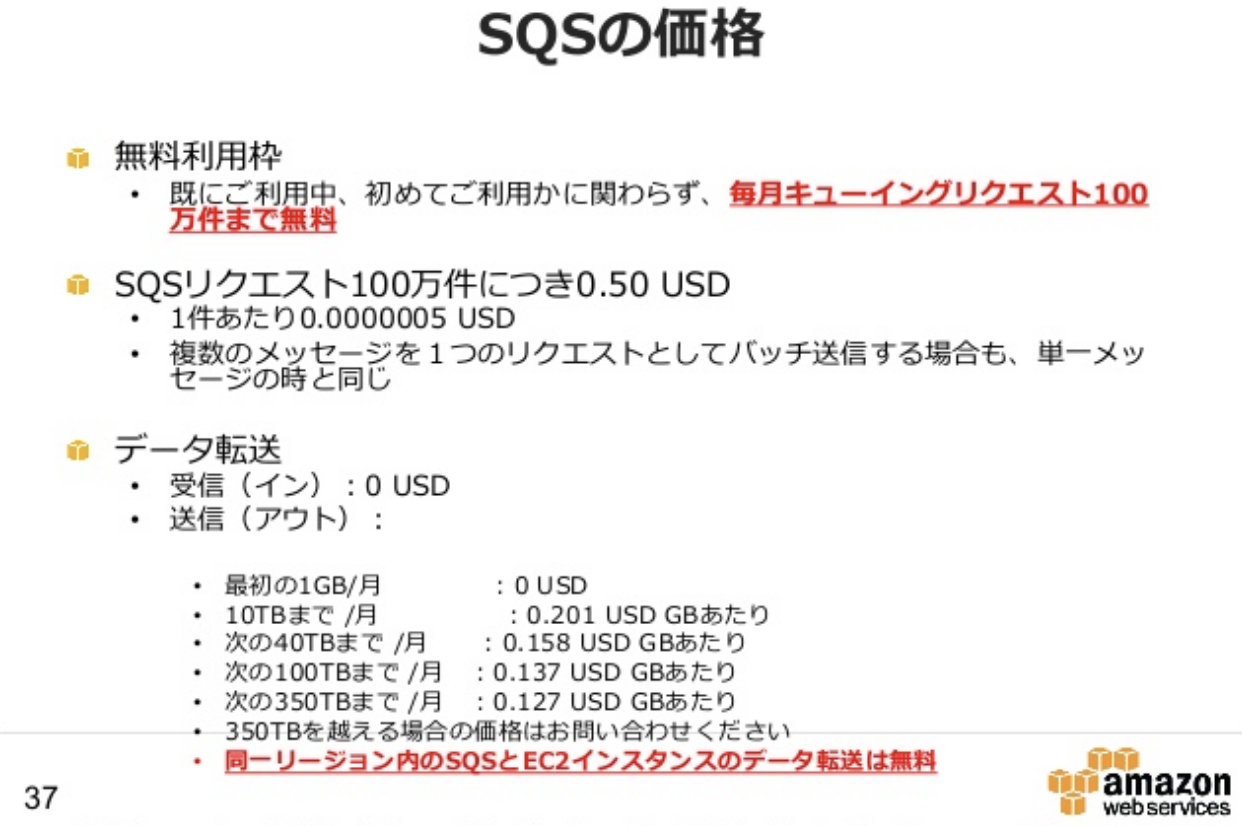 SQSの価格
無料利用枠
• 既にご利用中、初めてご利用かに関わらず、毎月キューイングリクエスト100
万件まで無料
SQSリクエスト100万件につき0.50 USD
• 1件あたり0.0000005 USD
• 複数のメッセージを１つのリクエストとしてバッチ送信する場合も、単一メッ
セージの時と同じ
データ転送
• 受信（イン）：0 USD
• 送信（アウト）：
• 最初の1GB/月 ：0 USD
• 10TBまで /月 ：0.201 USD GBあたり
• 次の40TBまで /月 ：0.158 USD GBあたり
• 次の100TBまで /月 ：0.137 USD GBあたり
• 次の350TBまで /月 ：0.127 USD GBあたり
• 350TBを越える場合の価格はお問い合わせください
• 同一リージョン内のSQSとEC2インスタンスのデータ転送は無料
37
amazon
web services